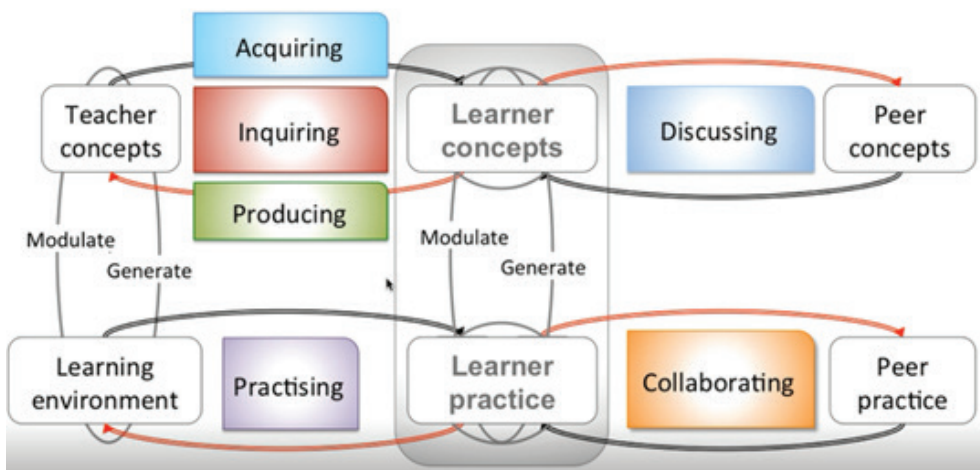 Acquiring
Teacher
concepts
Inquiring
Learner
concepts
Discussing
Peer
concepts
Producing
Modulate
Generate
Modulate
Generate
Learning
environment
Practising
Learner
practice
Collaborating
Peer
practice